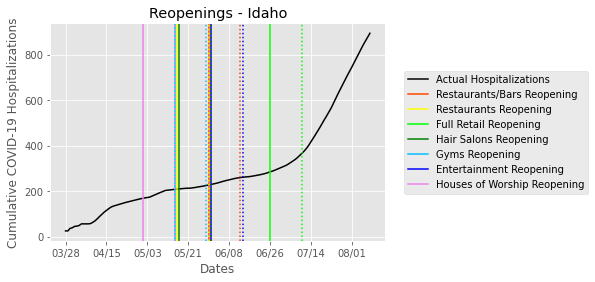 Reopenings - Idaho
Cumulative COVID-19 Hospitalizations
800
600
400
200
0
03/28 04/15 05/03 05/21 06/08 06/26 07/14 08/01
Dates
Actual Hospitalizations
Restaurants/Bars Reopening
Restaurants Reopening
Full Retail Reopening
Hair Salons Reopening
Gyms Reopening
Entertainment Reopening
Houses of Worship Reopening